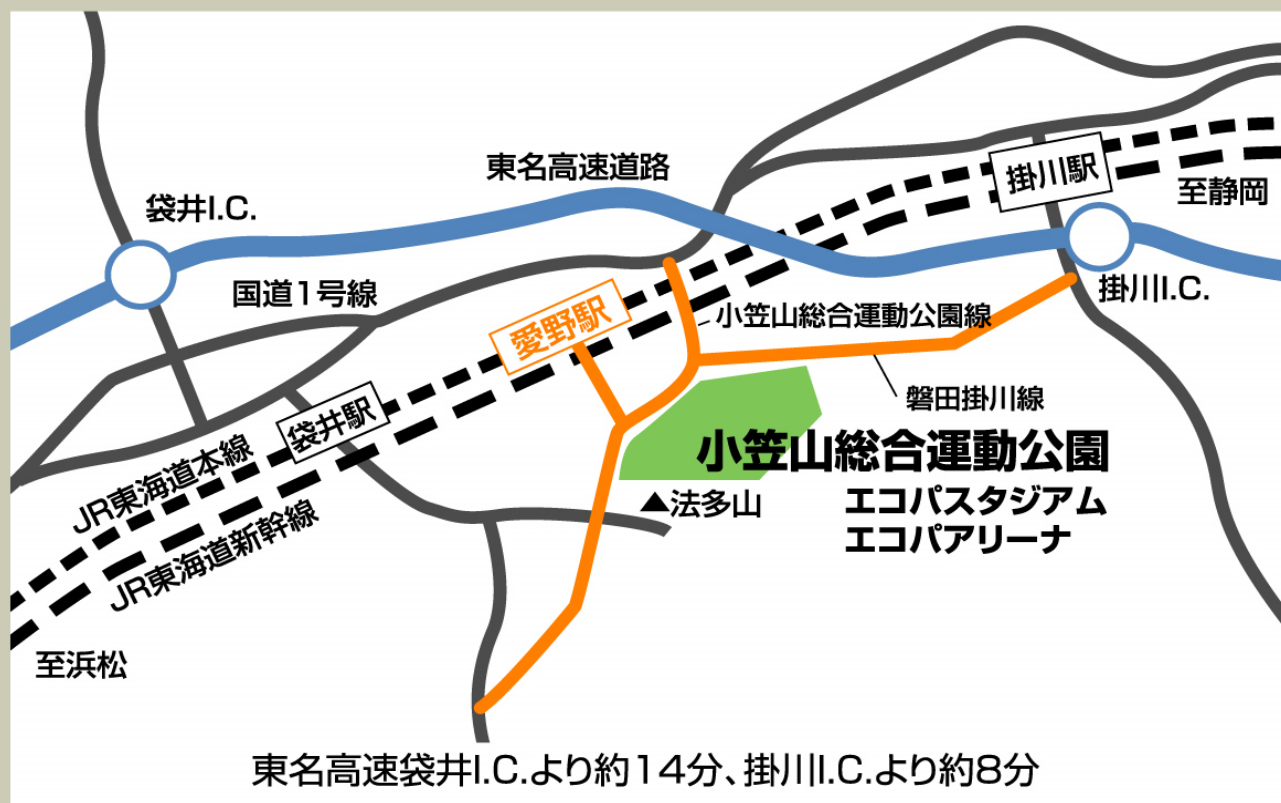 東名高速道路
掛川駅
至静岡
袋井I.C.
国道1号線
掛川I.C.
愛野駅
小笠山総合運動公園線
磐田掛川線
袋井駅
小笠山総合運動公園
エコパスタジアム
エコパアリーナ
▲法多山
JR東海道本線
JR東海道新幹線
至浜松
東名高速袋井I.C.より約14分、掛川I.C.より約8分